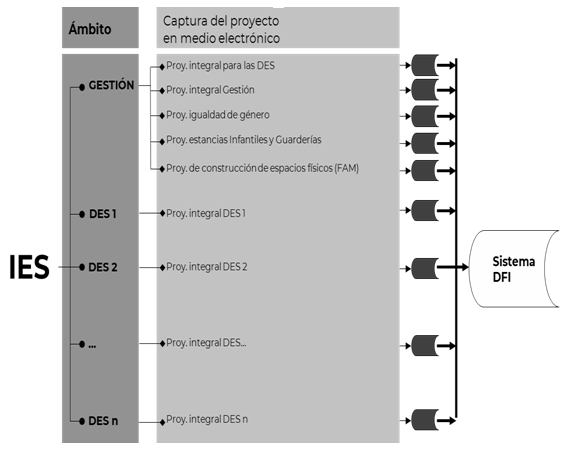 Ámbito
Captura del proyecto
en medio electrónico
IES
GESTIÓN
Proy. integral para las DES
Proy. integral Gestión
Proy. igualdad de género
Proy. estancias Infantiles y Guarderías
Proy. de construcción de espacios físicos (FAM)
DES 1
Proy. integral DES 1
DES 2
Proy. integral DES 2
...
Proy. integral DES...
DES n
Proy. integral DES n
Sistema
DFI